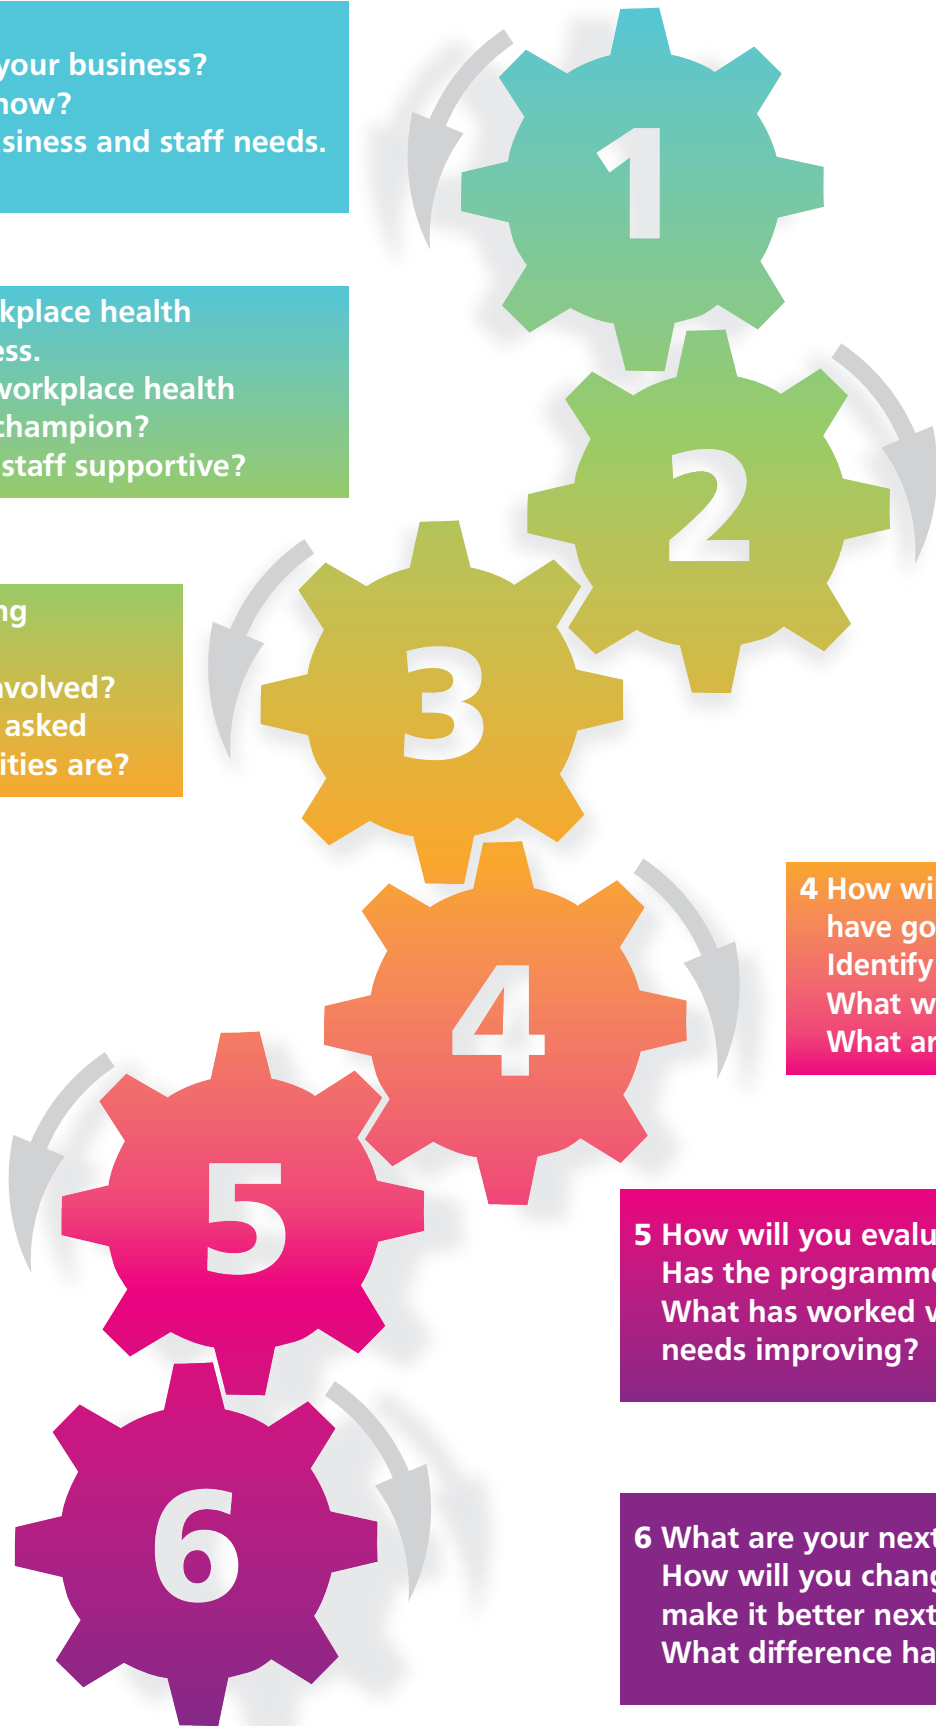 your business?
now?
siness and staff needs.
1
kplace health
ess.
workplace health
champion?
staff supportive?
2
ng
nvolved?
asked
ities are?
3
4 How wil
have go
Identify
What w
What ar
4
5 How will you evalu
Has the programme
What has worked w
needs improving?
5
6 What are your next
How will you chang
make it better next
What difference ha
6